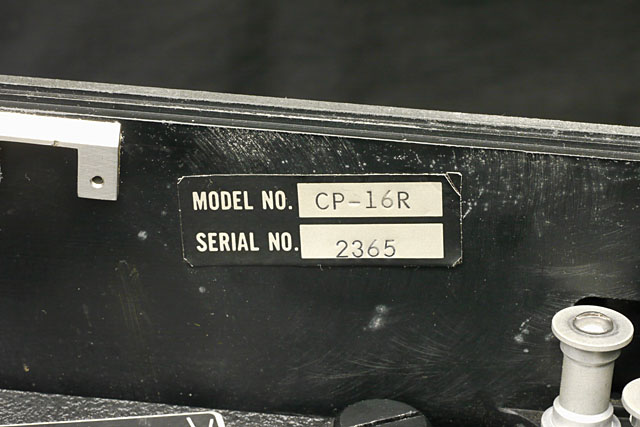 MODEL NO. CP-16R
SERIAL NO. 2365